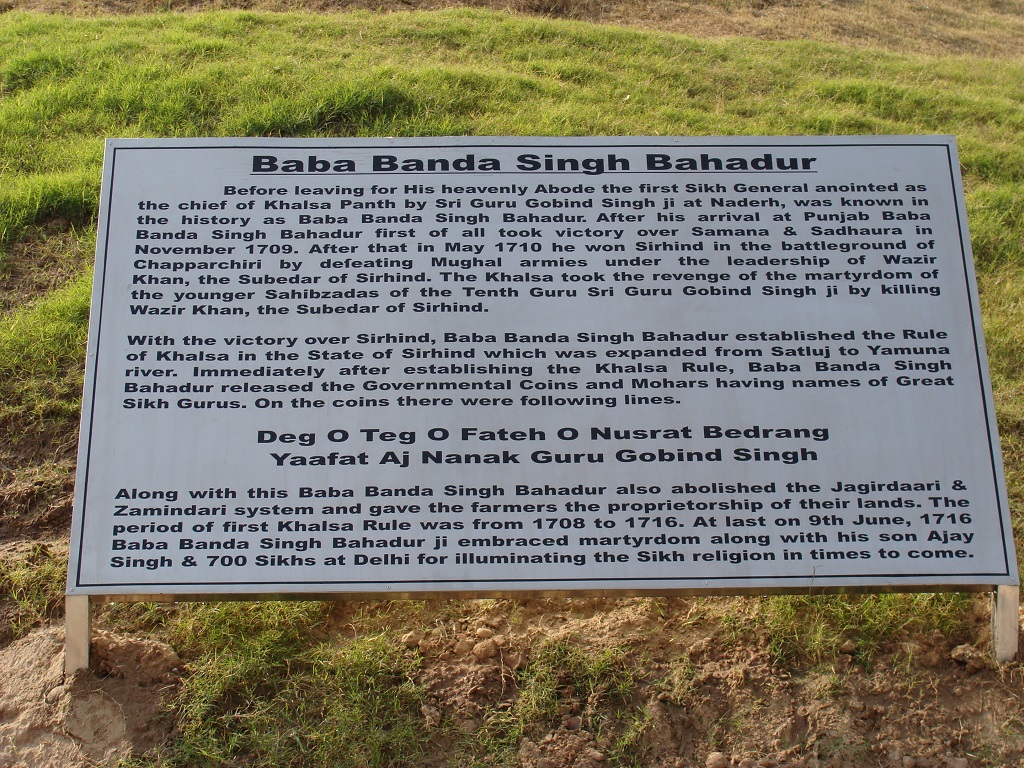 Baba Banda Singh Bahadur
Before leaving for His heavenly Abode the first Sikh General anointed as
the chief of Khalsa Panth by Sri Guru Gobind Singh ji at Naderh, was known in
the history as Baba Banda Singh Bahadur. After his arrival at Punjab Baba
Banda Singh Bahadur first of all took victory over Samana & Sadhaura in
November 1709. After that in May 1710 he won Sirhind in the battleground of
Chapparchiri by defeating Mughal armies under the leadership of Wazir
Khan, the Subedar of Sirhind. The Khalsa took the revenge of the martyrdom of
the younger Sahibzadas of the Tenth Guru Sri Guru Gobind Singh ji by killing
Wazir Khan, the Subedar of Sirhind.
With the victory over Sirhind, Baba Banda Singh Bahadur established the Rule
of Khalsa in the State of Sirhind which was expanded from Satluj to Yamuna
river. Immediately after establishing the Khalsa Rule, Baba Banda Singh
Bahadur released the Governmental Coins and Mohars having names of Great
Sikh Gurus. On the coins there were following lines.
Deg O Teg O Fateh O Nusrat Bedrang
Yaafat Aj Nanak Guru Gobind Singh
Along with this Baba Banda Singh Bahadur also abolished the Jagirdaari &
Zamindari system and gave the farmers the proprietorship of their lands. The
period of first Khalsa Rule was from 1708 to 1716. At last on 9th June, 1716
Baba Banda Singh Bahadur ji embraced martyrdom along with his son Ajay
Singh & 700 Sikhs at Delhi for illuminating the Sikh religion in times to come.